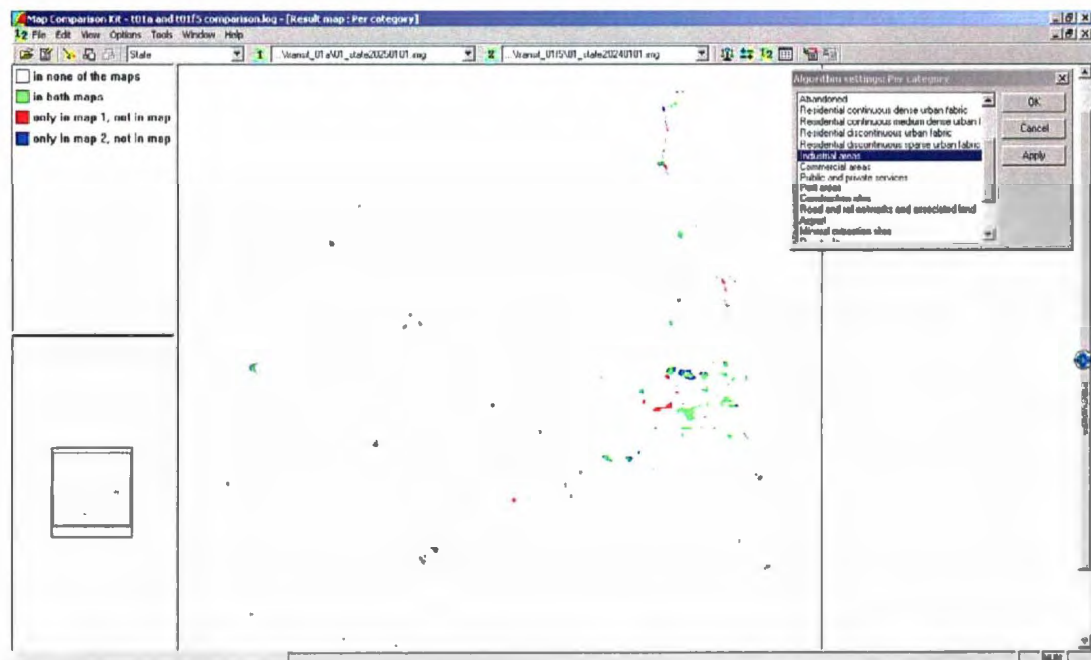 Map Comparison Kit - t01a and t01f5 comparison.log - [Result map : Per category]
File Edit View Options Tools Window Help
State
1
2
in none of the maps
in both maps
only in map 1, not in map
only in map 2, not in map
Algorithm settings: Per category
Abandoned
Residential continuous dense urban fabric
Residential continuous medium dense urban f
Residential discontinuous urban fabric
Residential discontinuous sparse urban fabric
Industrial areas
Commercial areas
Public and private services
Port areas
Construction sites
Road and rail networks and associated land
Airport
Mineral extraction sites
OK
Cancel
Apply